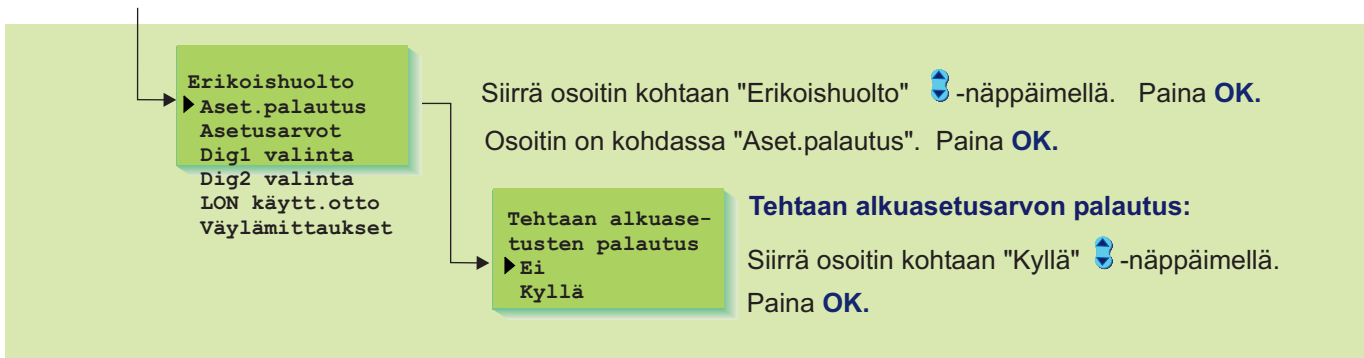 Erikoishuolto
Aset.palautus
Asetusarvot
Dig1 valinta
Dig2 valinta
LON käytt.otto
Väylämittaukset
Siirrä osoitin kohtaan "Erikoishuolto" -näppäimellä. Paina OK.
Osoitin on kohdassa "Aset.palautus". Paina OK.
Tehtaan alkuase-
tusten palautus
Ei
Kyllä
Tehtaan alkuasetusarvon palautus:
Siirrä osoitin kohtaan "Kyllä" -näppäimellä.
Paina OK.